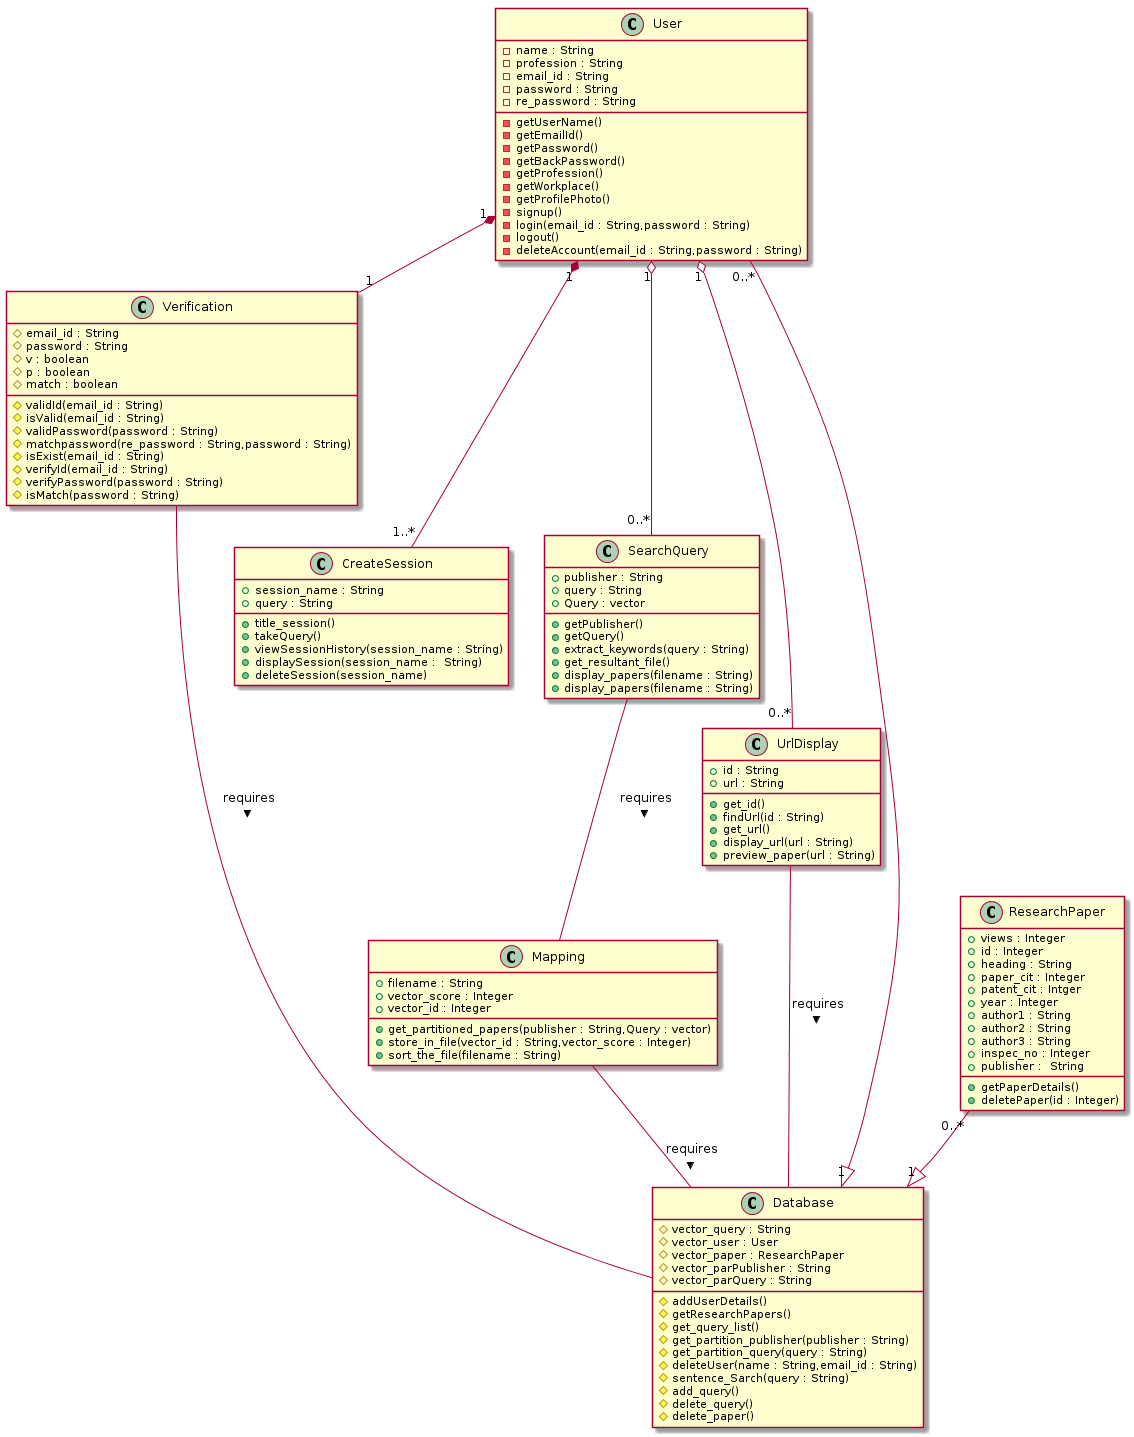 C User
name : String
profession : String
email_id : String
password : String
re_password : String
getUserName()
getEmailId()
getPassword()
getBackPassword()
getProfession()
getWorkplace()
getProfilePhoto()
signup()
login(email_id : String,password : String)
logout()
deleteAccount(email_id : String,password : String)
1
1
1
1
1
0..*
C Verification
email_id : String
password : String
v : boolean
p : boolean
match : boolean
validId(email_id : String)
isValid(email_id : String)
validPassword(password : String)
matchpassword(re_password : String,password : String)
isExist(email_id : String)
verifyId(email_id : String)
verifyPassword(password : String)
isMatch(password : String)
1..*
0..*
C CreateSession
session_name : String
query : String
title_session()
takeQuery()
viewSessionHistory(session_name : String)
displaySession(session_name :  String)
deleteSession(session_name)
C SearchQuery
publisher : String
query : String
Query : vector
getPublisher()
getQuery()
extract_keywords(query : String)
get_resultant_file()
display_papers(filename : String)
display_papers(filename : String)
0..*
C UrlDisplay
id : String
url : String
get_id()
findUrl(id : String)
get_url()
display_url(url : String)
preview_paper(url : String)
requires
requires
C ResearchPaper
views : Integer
id : Integer
heading : String
paper_cit : Integer
patent_cit : Intger
year : Integer
author1 : String
author2 : String
author3 : String
inspec_no : Integer
publisher :  String
getPaperDetails()
deletePaper(id : Integer)
C Mapping
filename : String
vector_score : Integer
vector_id : Integer
get_partitioned_papers(publisher : String,Query : vector)
store_in_file(vector_id : String,vector_score : Integer)
sort_the_file(filename : String)
requires
0..*
requires
1
1
C Database
vector_query : String
vector_user : User
vector_paper : ResearchPaper
vector_parPublisher : String
vector_parQuery : String
addUserDetails()
getResearchPapers()
get_query_list()
get_partition_publisher(publisher : String)
get_partition_query(query : String)
deleteUser(name : String,email_id : String)
sentence_Sarch(query : String)
add_query()
delete_query()
delete_paper()